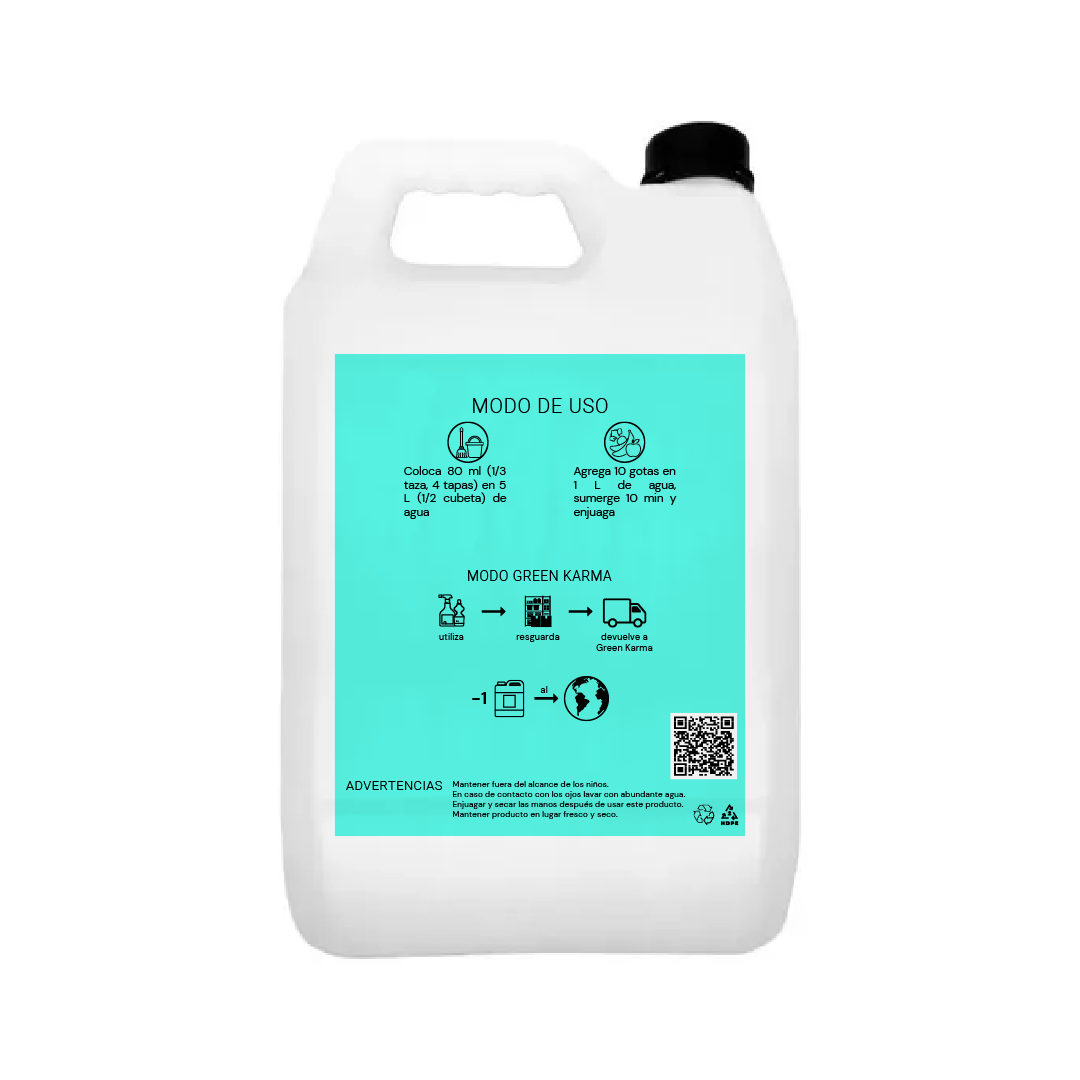 MODO DE USO
Coloca 80 ml (1/3
taza, 4 tapas) en 5
L (1/2 cubeta) de
agua
Agrega 10 gotas en
1 L de agua,
sumerge 10 min y
enjuaga
MODO GREEN KARMA
utiliza
resguarda
devuelve a
Green Karma
-1
al
ADVERTENCIAS
Mantener fuera del alcance de los niños.
En caso de contacto con los ojos lavar con abundante agua.
Enjuagar y secar las manos después de usar este producto.
Mantener producto en lugar fresco y seco.
2
HDPE